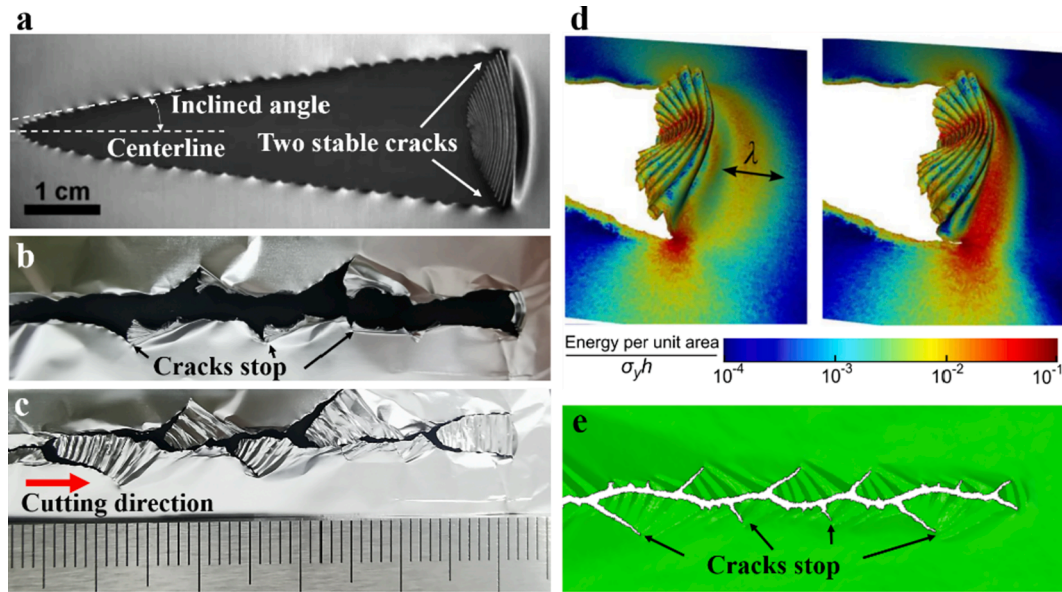 a
Inclined angle
Centerline
Two stable cracks
1 cm
b
Cracks stop
c
Cutting direction
d
λ
Energy per unit area
σyh
10⁻⁴
10⁻³
10⁻²
10⁻¹
e
Cracks stop